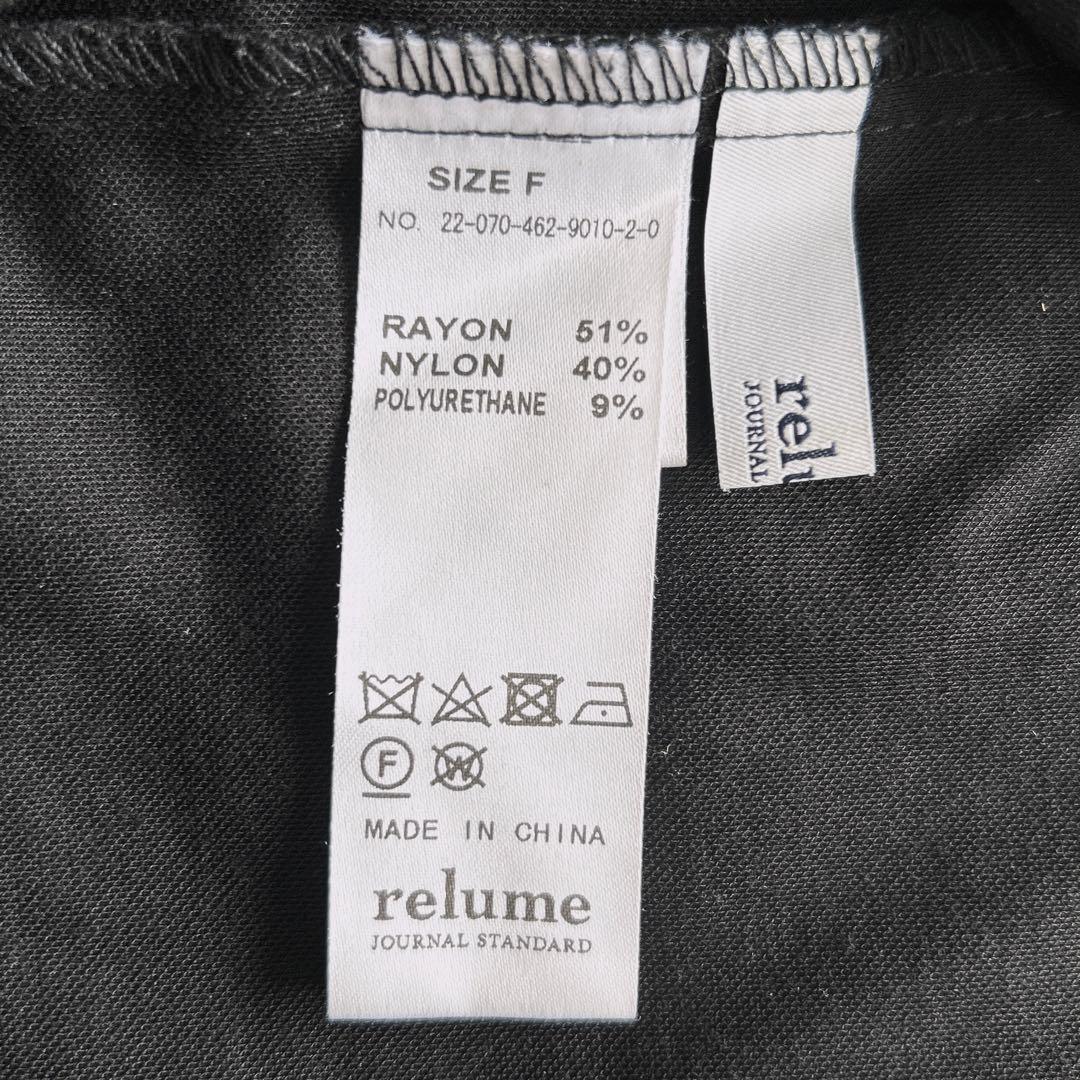 SIZE F
NO. 22-070-462-9010-2-0
RAYON 51%
NYLON 40%
POLYURETHANE 9%
F
W
MADE IN CHINA
relume
JOURNAL STANDARD
relu
JOURNAL